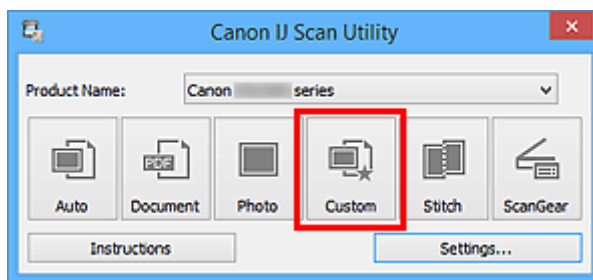 Canon IJ Scan Utility
Product Name: Canon series
PDF
Auto Document Photo Custom Stitch ScanGear
Instructions Settings...